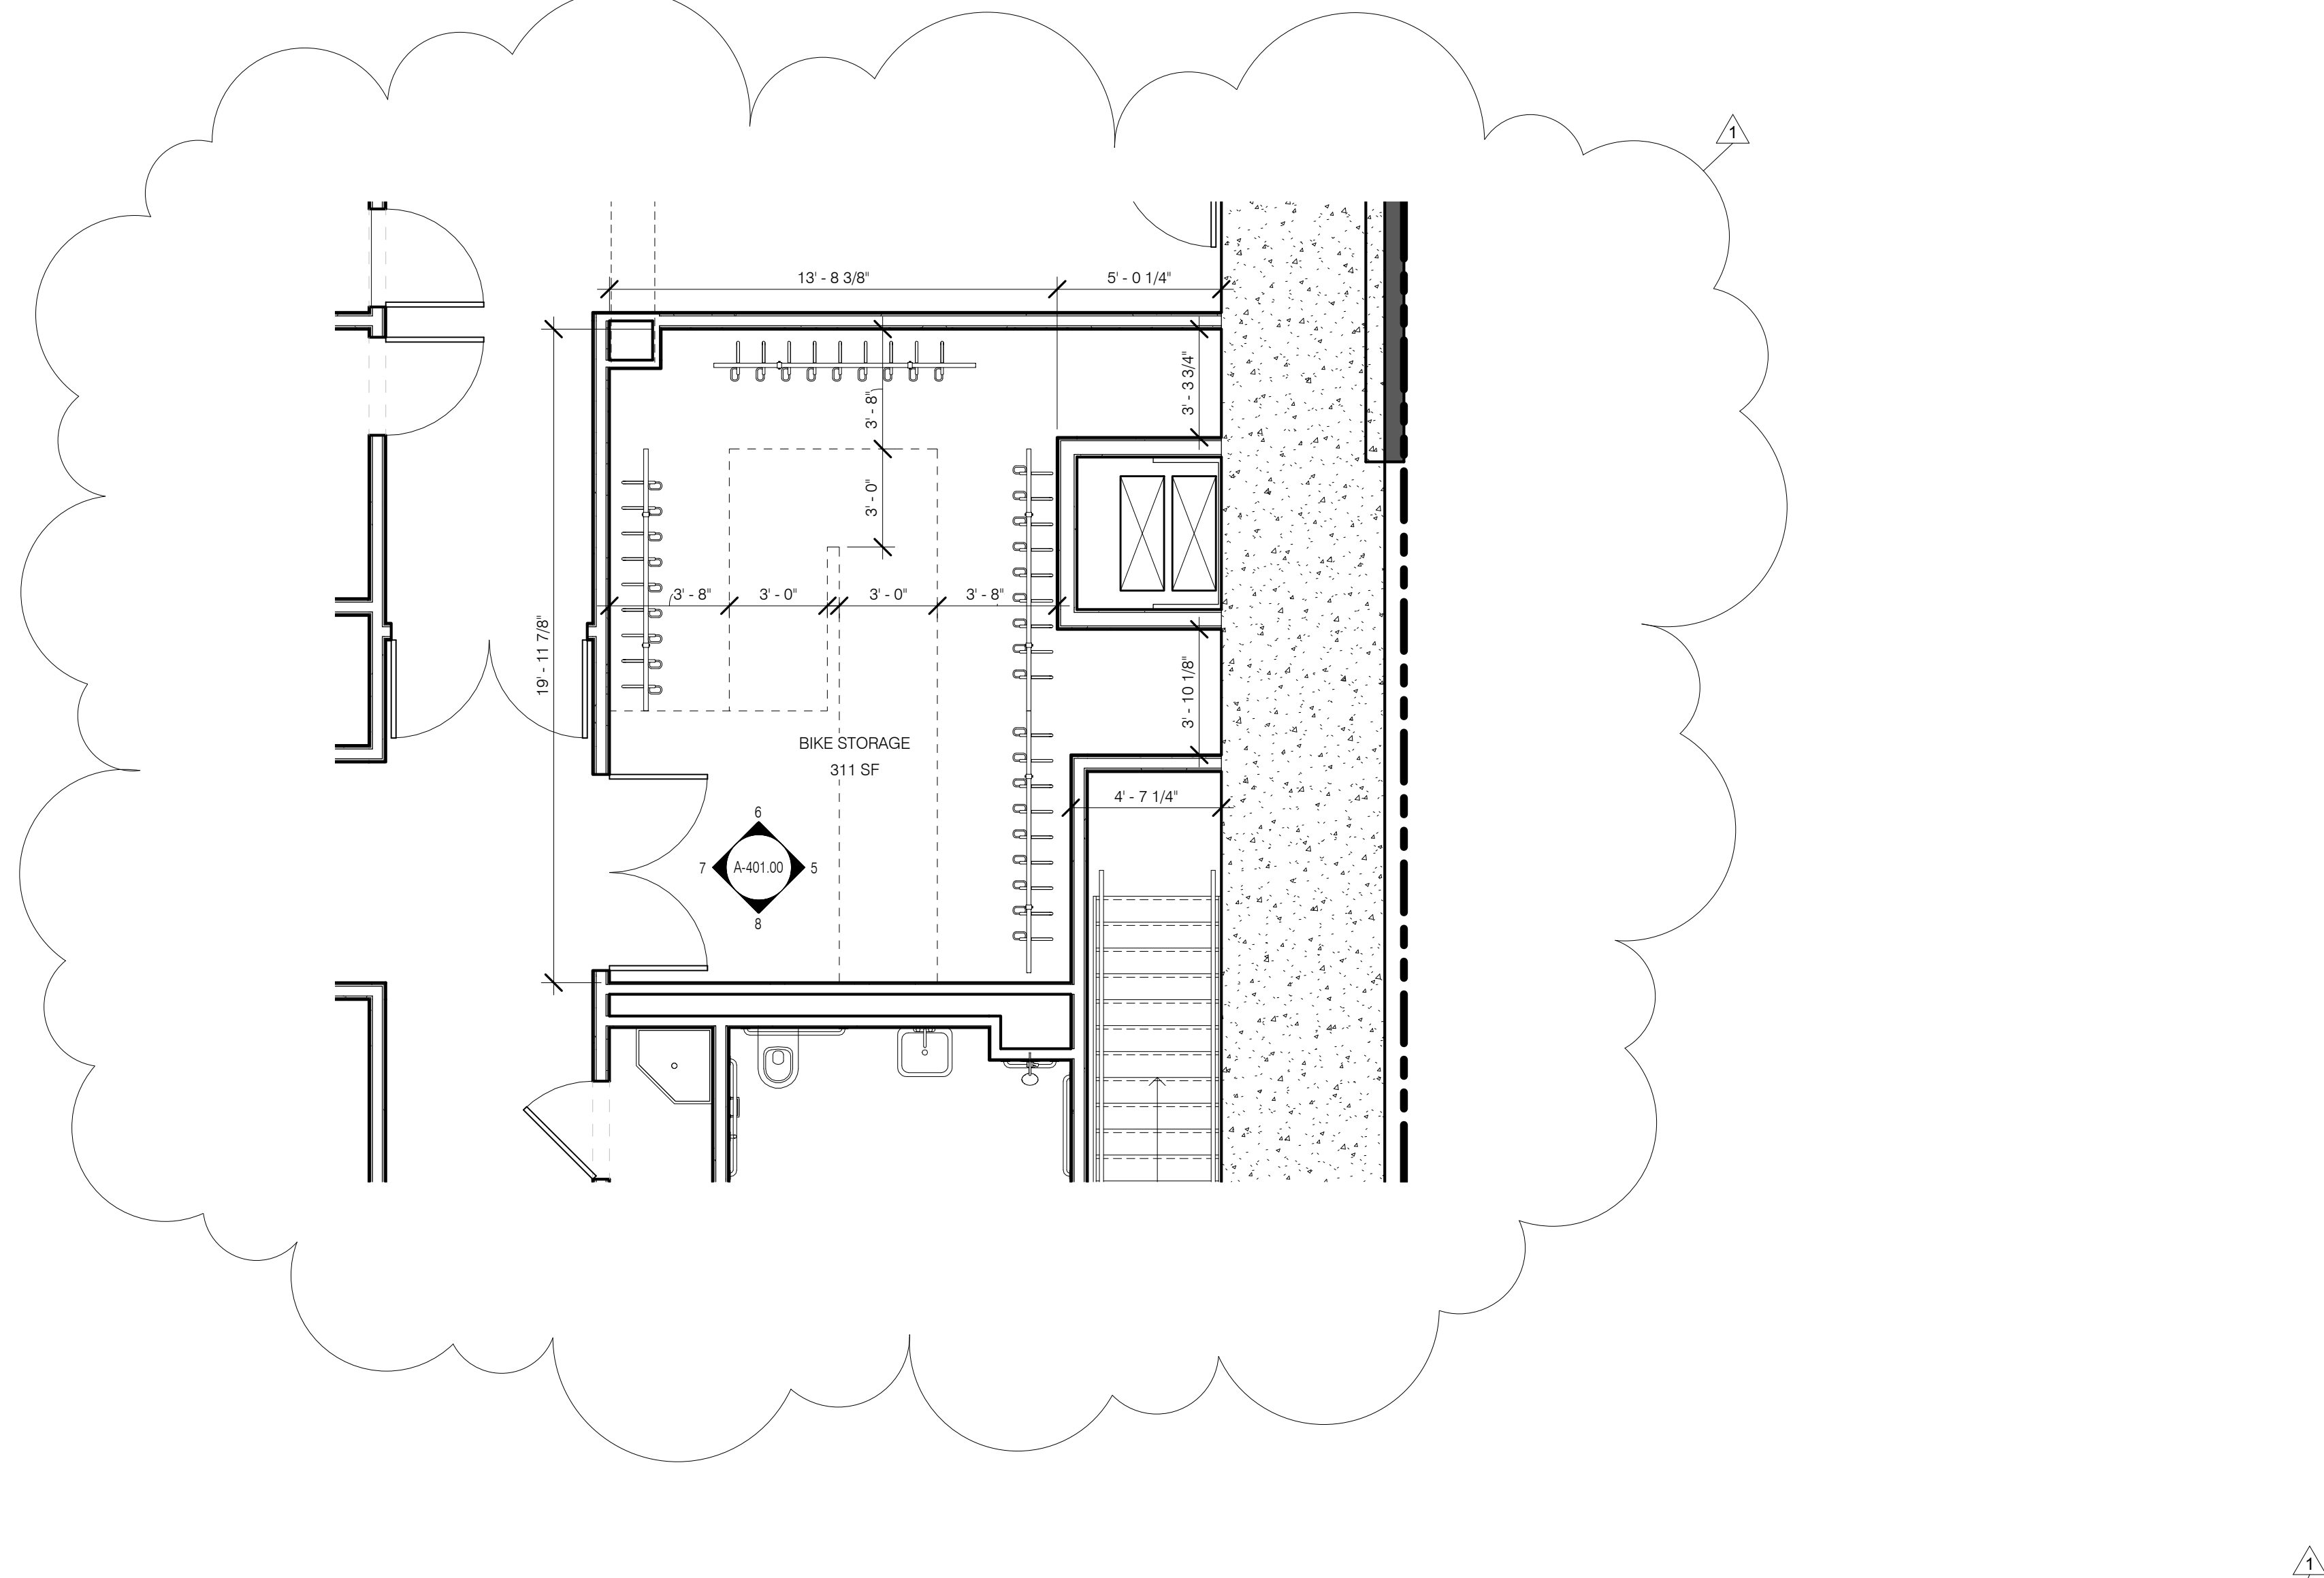 1
13' - 8 3/8"
5' - 0 1/4"
3' - 3 3/4"
3' - 8"
3' - 0"
3' - 8"
3' - 0"
3' - 0"
3' - 8"
19' - 11 7/8"
3' - 10 1/8"
BIKE STORAGE
311 SF
4' - 7 1/4"
6
7
A-401.00
5
8
1